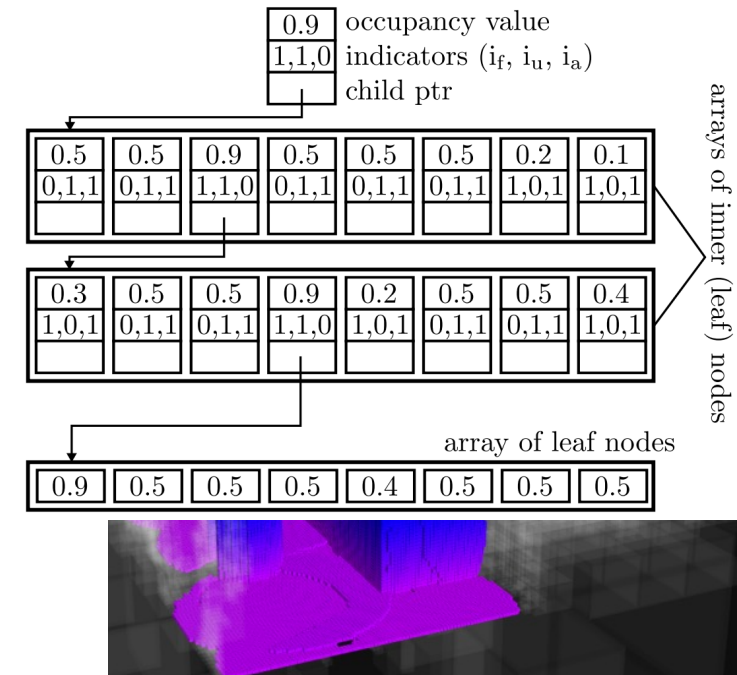 0.9 occupancy value
1,1,0 indicators (i_f, i_u, i_a)
child ptr
0.5 0.5 0.9 0.5 0.5 0.5 0.2 0.1
0,1,1 0,1,1 1,1,0 0,1,1 0,1,1 0,1,1 1,0,1 1,0,1
0.3 0.5 0.5 0.9 0.2 0.5 0.5 0.4
1,0,1 0,1,1 0,1,1 1,1,0 1,0,1 0,1,1 0,1,1 1,0,1
arrays of inner (leaf) nodes
array of leaf nodes
0.9 0.5 0.5 0.5 0.4 0.5 0.5 0.5